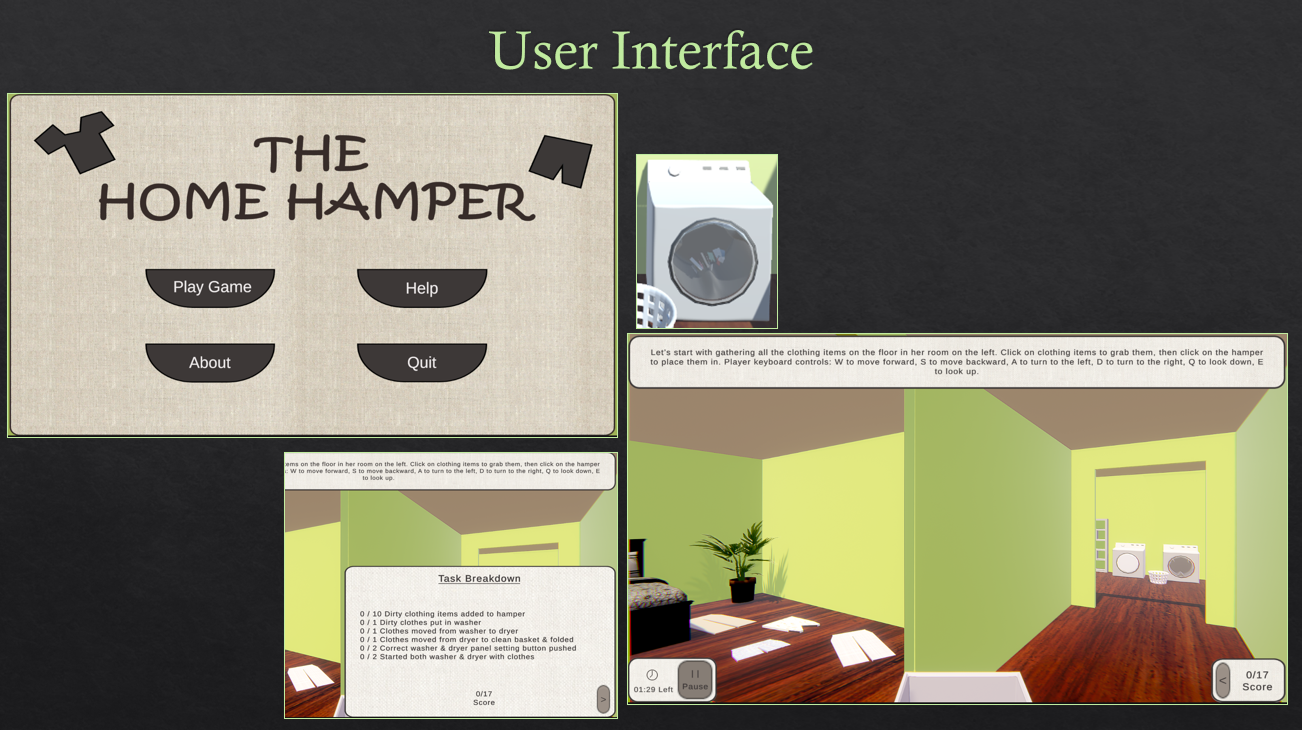 User Interface
THE
HOME HAMPER
Play Game
Help
About
Quit
Let's start with gathering all the clothing items on the floor in her room on the left. Click on clothing items to grab them, then click on the hamper
to place them in. Player keyboard controls: W to move forward, S to move backward, A to turn to the left, D to turn to the right, Q to look down, E
to look up.
01:29 Left
Pause
<
0/17
Score
items on the floor in her room on the left. Click on clothing items to grab them, then click on the hamper
: W to move forward, S to move backward, A to turn to the left, D to turn to the right, Q to look down, E
to look up.
Task Breakdown
0 / 10 Dirty clothing items added to hamper
0 / 1 Dirty clothes put in washer
0 / 1 Clothes moved from washer to dryer
0 / 1 Clothes moved from dryer to clean basket & folded
0 / 2 Correct washer & dryer panel setting button pushed
0 / 2 Started both washer & dryer with clothes
0/17
Score
>